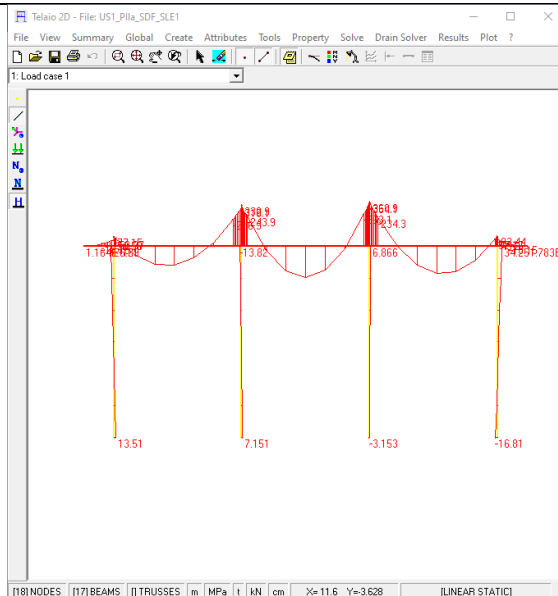 Telaio 2D - File: US1_PIIa_SDF_SLE1
File View Summary Global Create Attributes Tools Property Solve Drain Solver Results Plot ?
1: Load case 1
N
N
H
-13.82
6.866
13.51
7.151
-3.153
-16.81
[18] NODES [17] BEAMS [] TRUSSES m MPa t kN cm X= 11.6 Y=-3.628 [LINEAR STATIC]